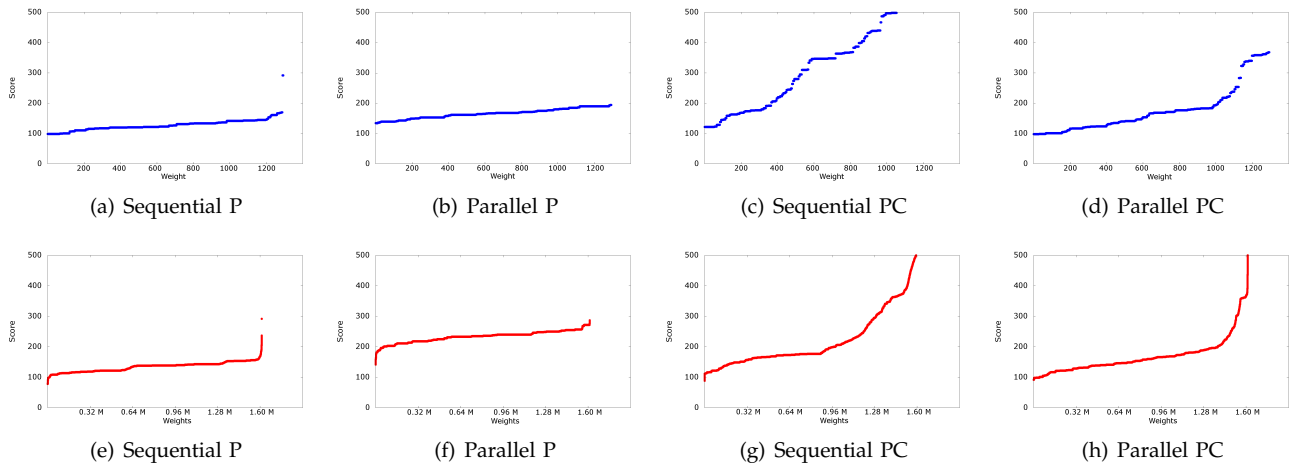 500
400
300
200
100
0
Score
200 400 600 800 1000 1200
Weight
(a) Sequential P
500
400
300
200
100
0
Score
200 400 600 800 1000 1200
Weight
(b) Parallel P
500
400
300
200
100
0
Score
200 400 600 800 1000 1200
Weight
(c) Sequential PC
500
400
300
200
100
0
Score
200 400 600 800 1000 1200
Weight
(d) Parallel PC
500
400
300
200
100
0
Score
0.32 M 0.64 M 0.96 M 1.28 M 1.60 M
Weights
(e) Sequential P
500
400
300
200
100
0
Score
0.32 M 0.64 M 0.96 M 1.28 M 1.60 M
Weights
(f) Parallel P
500
400
300
200
100
0
Score
0.32 M 0.64 M 0.96 M 1.28 M 1.60 M
Weights
(g) Sequential PC
500
400
300
200
100
0
Score
0.32 M 0.64 M 0.96 M 1.28 M 1.60 M
Weights
(h) Parallel PC